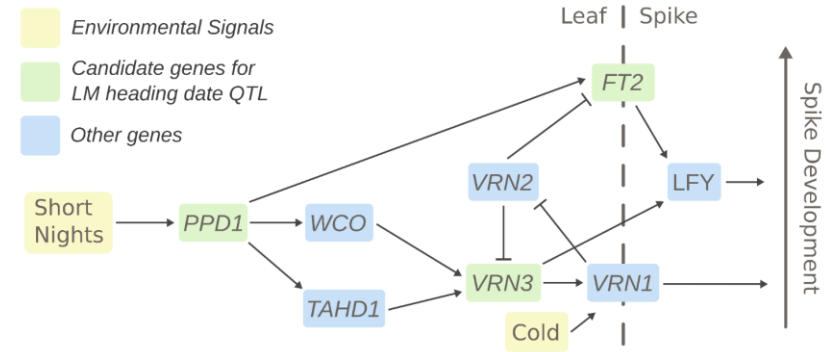 Environmental Signals
Candidate genes for
LM heading date QTL
Other genes
Leaf
Spike
FT2
VRN2
LFY
Short
Nights
PPD1
WCO
TAHD1
VRN3
VRN1
Cold
Spike Development